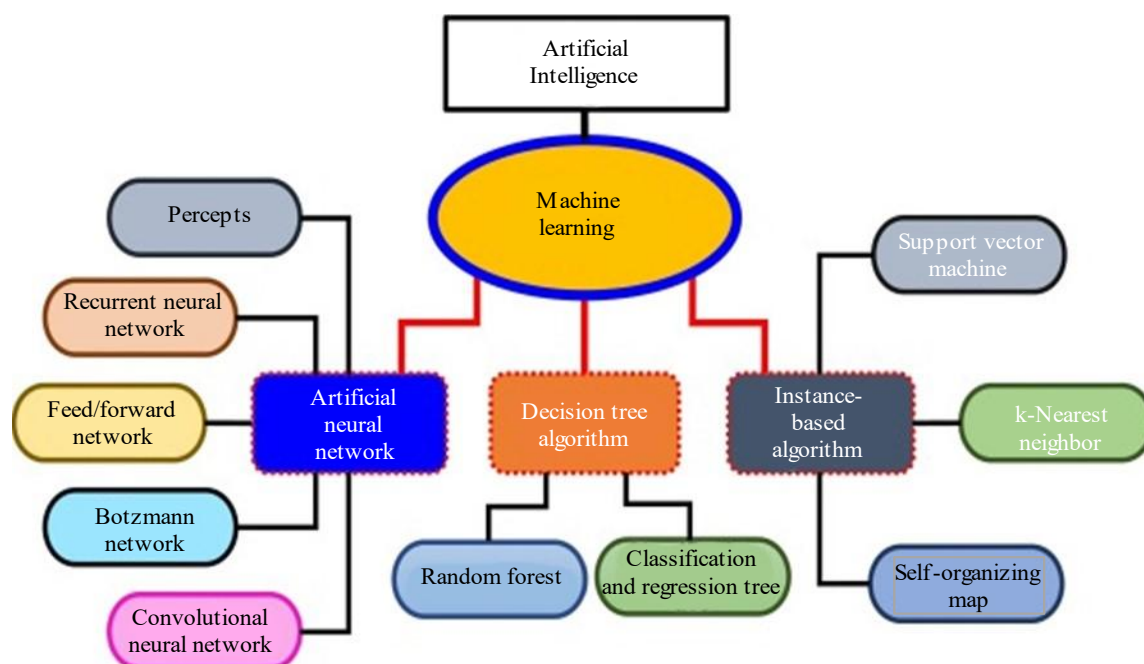 Artificial
Intelligence
Machine
learning
Percepts
Support vector
machine
Recurrent neural
network
Feed/forward
network
Artificial
neural
network
Decision tree
algorithm
Instance-
based
algorithm
k-Nearest
neighbor
Botzmann
network
Random forest
Classification
and regression tree
Self-organizing
map
Convolutional
neural network